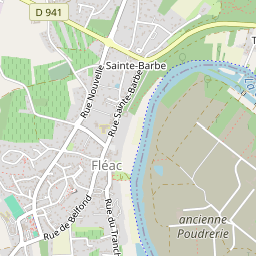 D 941
Sainte-Barbe
Rue Nouvelle
Rue Sainte-Barbe
Fléac
Rue de Belfond
Rue du Tranch
ancienne
Poudrerie